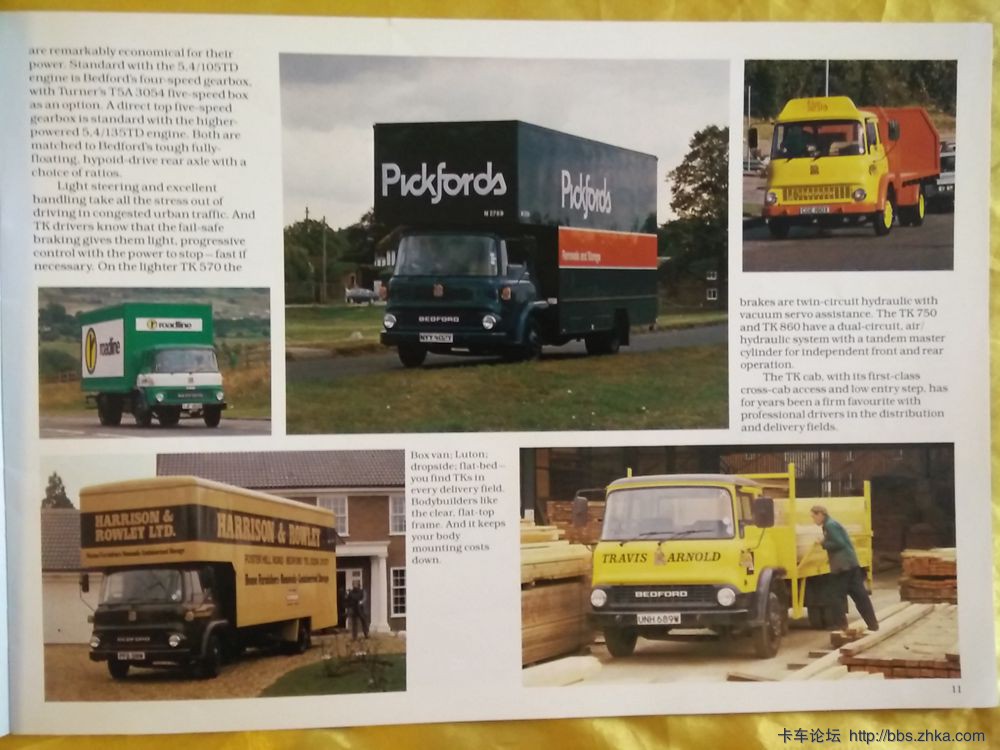 are remarkably economical for their
power. Standard with the 5.4/105TD
engine is Bedford's four-speed gearbox,
with Turner's T5A 3054 five-speed box
as an option. A direct top five-speed
gearbox is standard with the higher-
powered 5.4/135TD engine. Both are
matched to Bedford's tough fully-
floating, hypoid-drive rear axle with a
choice of ratios.
Light steering and excellent
handling take all the stress out of
driving in congested urban traffic. And
TK drivers know that the fail-safe
braking gives them light, progressive
control with the power to stop – fast if
necessary. On the lighter TK 570 the
Pickfords
Pickfords
Removals and Storage
BEDFORD
roadline
roadline
brakes are twin-circuit hydraulic with
vacuum servo assistance. The TK 750
and TK 860 have a dual-circuit, air/
hydraulic system with a tandem master
cylinder for independent front and rear
operation.
The TK cab, with its first-class
cross-cab access and low entry step, has
for years been a firm favourite with
professional drivers in the distribution
and delivery fields.
HARRISON &
ROWLEY LTD.
HARRISON & ROWLEY
House Furnishers Removals Containerised Storage
Box van; Luton;
dropside; flat-bed –
you find TKs in
every delivery field.
Bodybuilders like
the clear, flat-top
frame. And it keeps
your body
mounting costs
down.
TRAVIS ARNOLD
BEDFORD
UNH 689W
11
卡车论坛 http://bbs.zhka.com